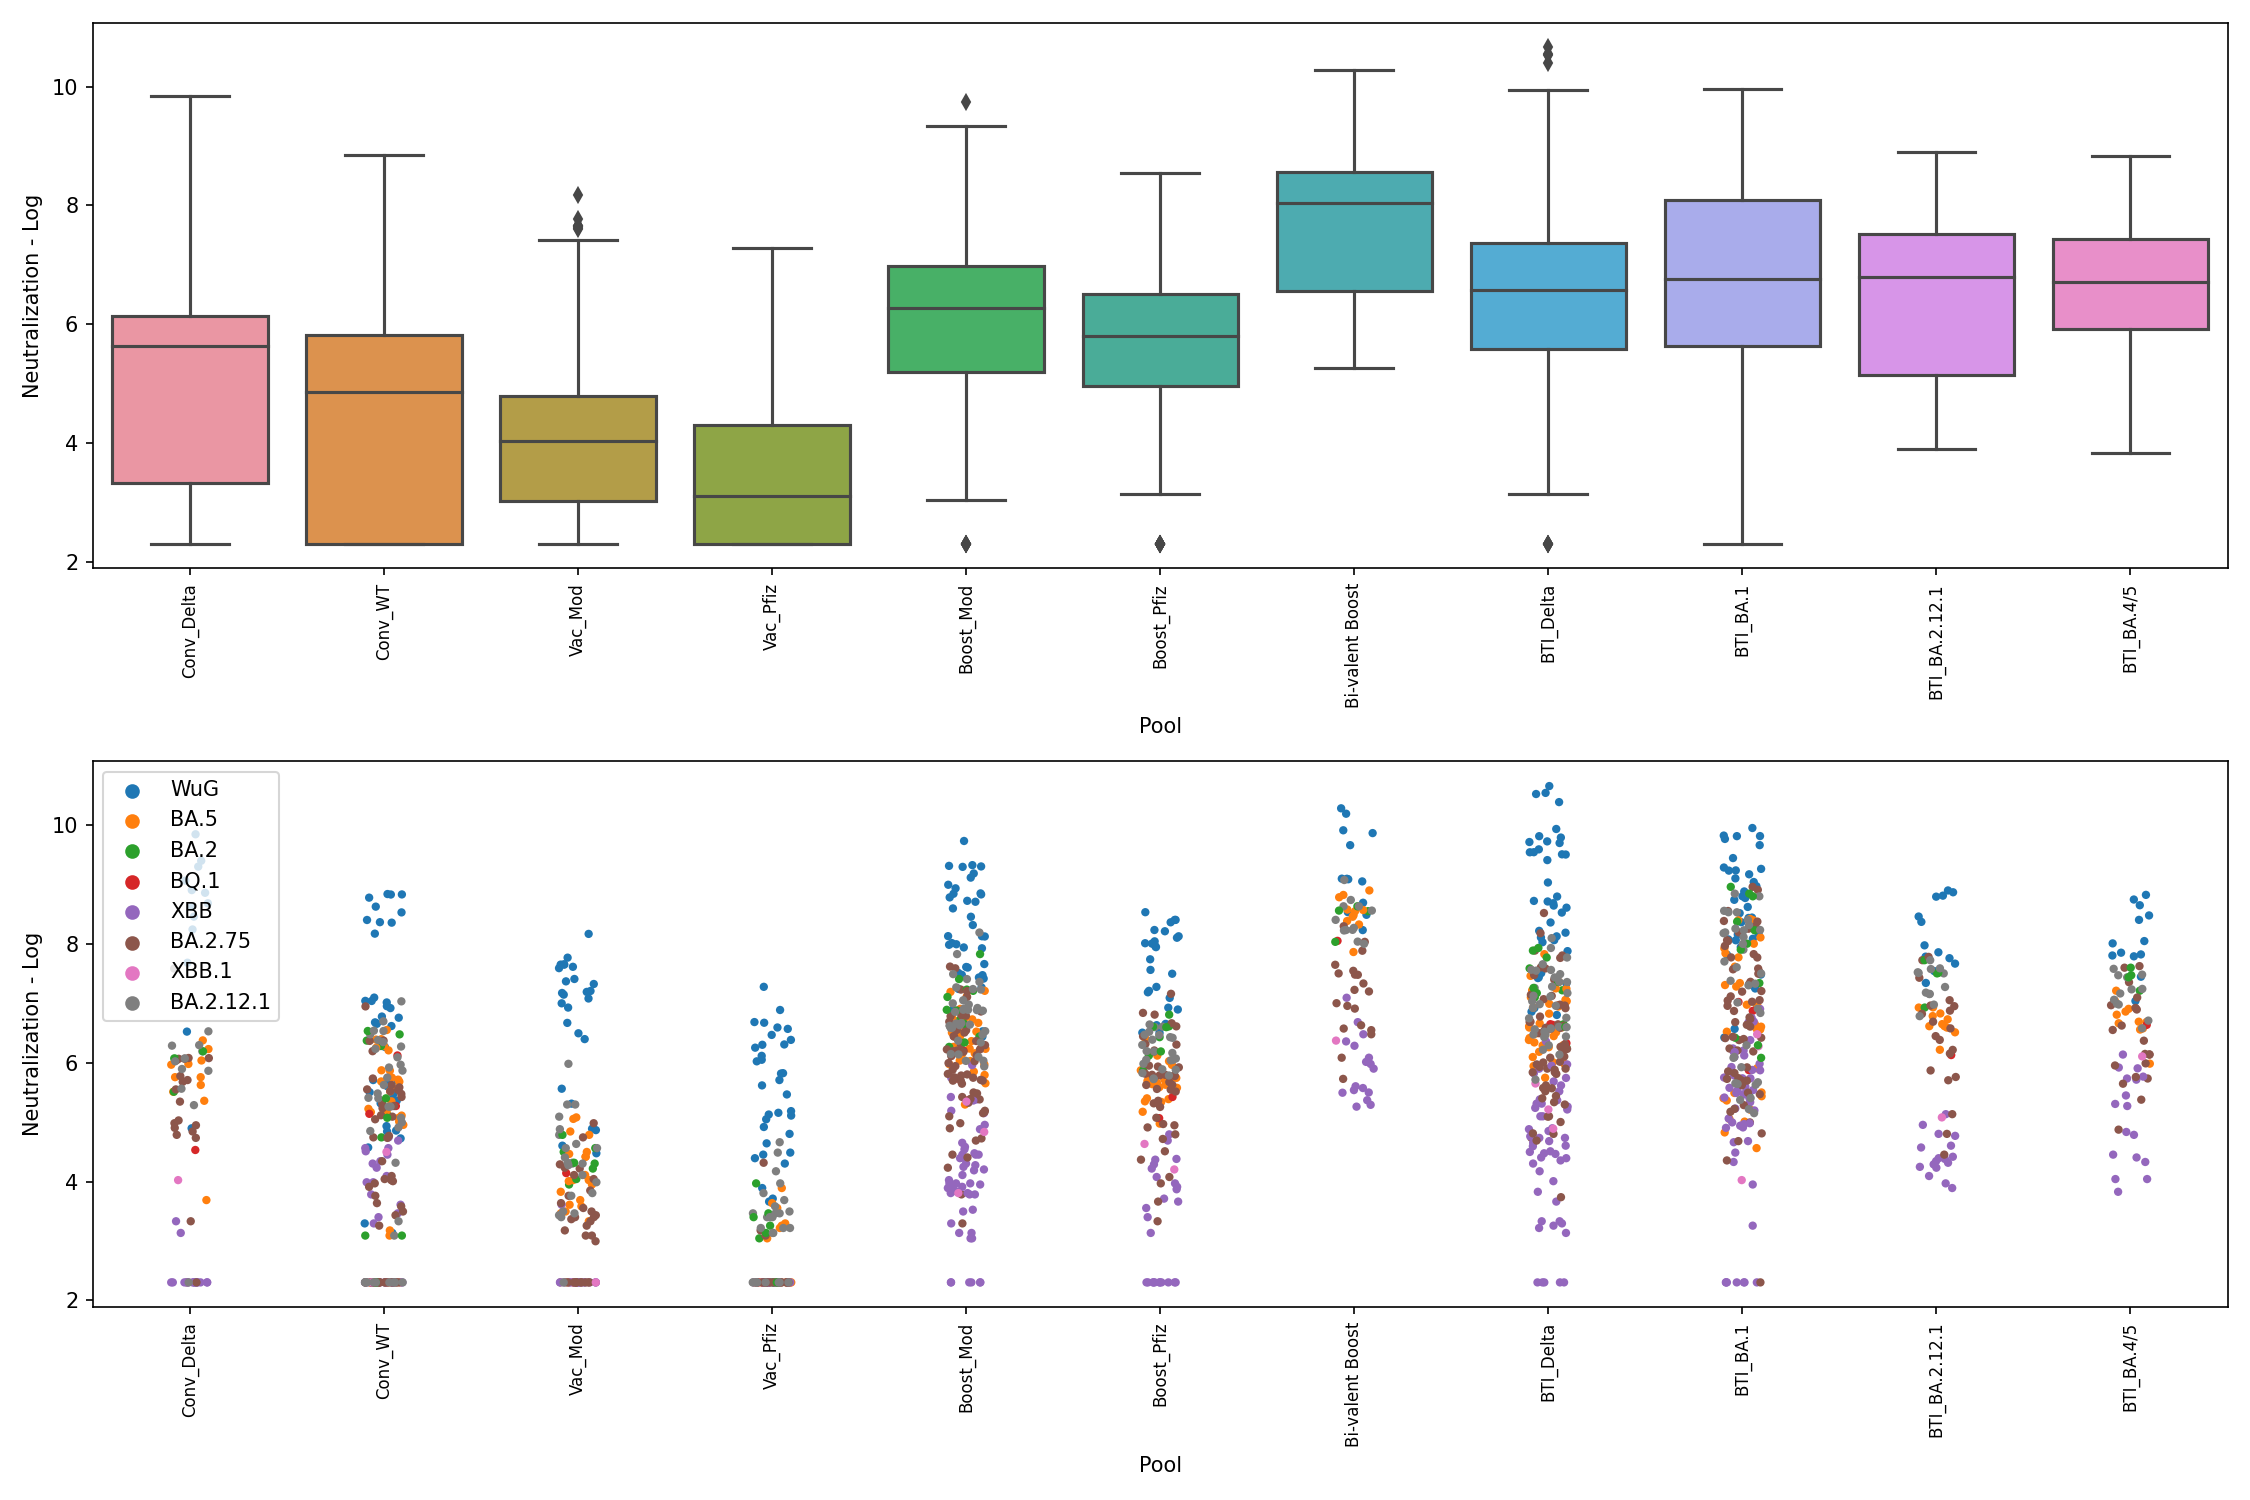 10
8
6
4
2
Neutralization - Log
Conv_Delta
Conv_WT
Vac_Mod
Vac_Pfiz
Boost_Mod
Boost_Pfiz
Bi-valent Boost
BTI_Delta
BTI_BA.1
BTI_BA.2.12.1
BTI_BA.4/5
Pool
WuG
BA.5
BA.2
BQ.1
XBB
BA.2.75
XBB.1
BA.2.12.1
10
8
6
4
2
Neutralization - Log
Conv_Delta
Conv_WT
Vac_Mod
Vac_Pfiz
Boost_Mod
Boost_Pfiz
Bi-valent Boost
BTI_Delta
BTI_BA.1
BTI_BA.2.12.1
BTI_BA.4/5
Pool